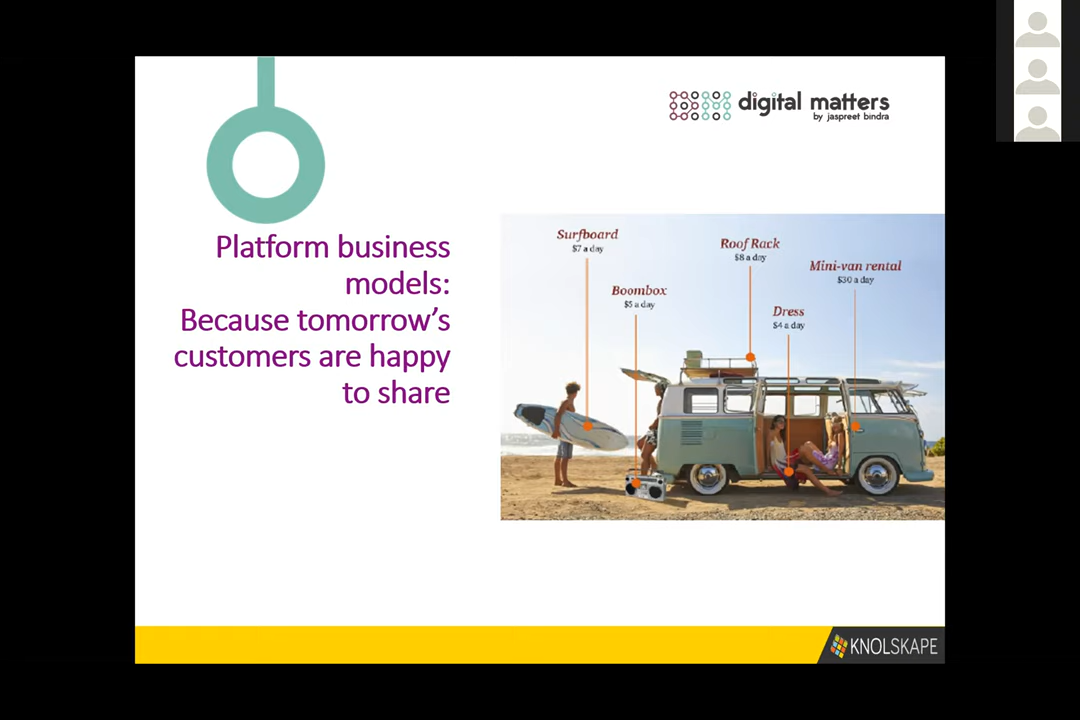 digital matters
by jaspreet bindra
Platform business
models:
Because tomorrow's
customers are happy
to share
Surfboard
$7 a day
Boombox
$5 a day
Roof Rack
$8 a day
Dress
$4 a day
Mini-van rental
$30 a day
KNOLSKAPE